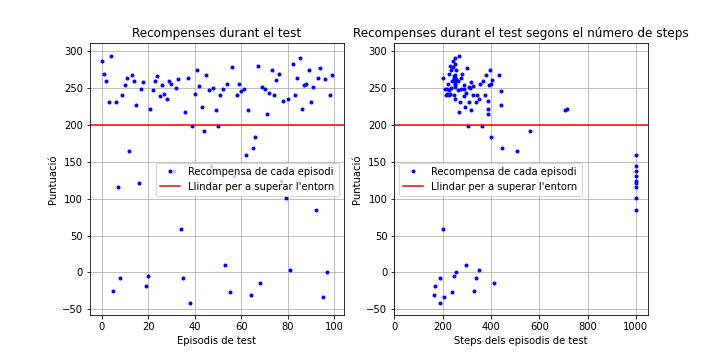 Recompenses durant el test
Puntuació
300
250
200
150
100
50
0
−50
Recompensa de cada episodi
Llindar per a superar l'entorn
0
20
40
60
80
100
Episodis de test
Recompenses durant el test segons el número de steps
Puntuació
300
250
200
150
100
50
0
−50
Recompensa de cada episodi
Llindar per a superar l'entorn
0
200
400
600
800
1000
Steps dels episodis de test